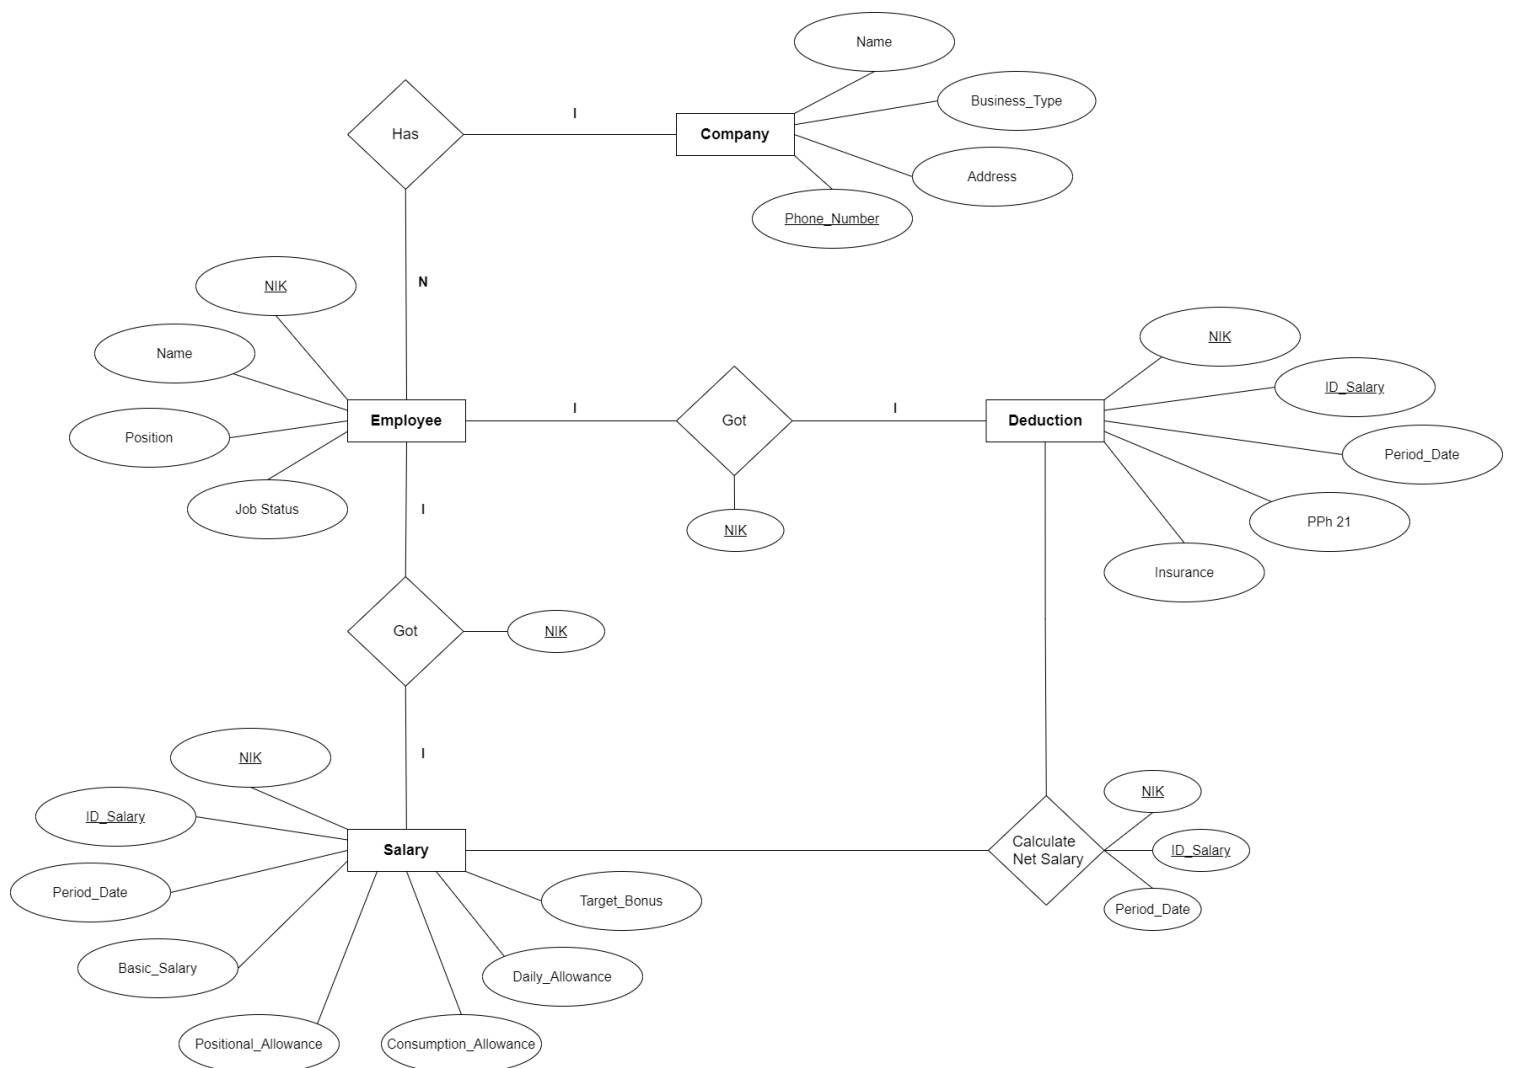 Name
Business_Type
Has
I
Company
Address
Phone_Number
N
NIK
Name
Position
Job Status
Employee
I
Got
I
Deduction
NIK
NIK
ID_Salary
Period_Date
PPh 21
Insurance
I
Got
NIK
I
NIK
ID_Salary
Period_Date
Basic_Salary
Positional_Allowance
Consumption_Allowance
Daily_Allowance
Target_Bonus
Salary
Calculate
Net Salary
NIK
ID_Salary
Period_Date